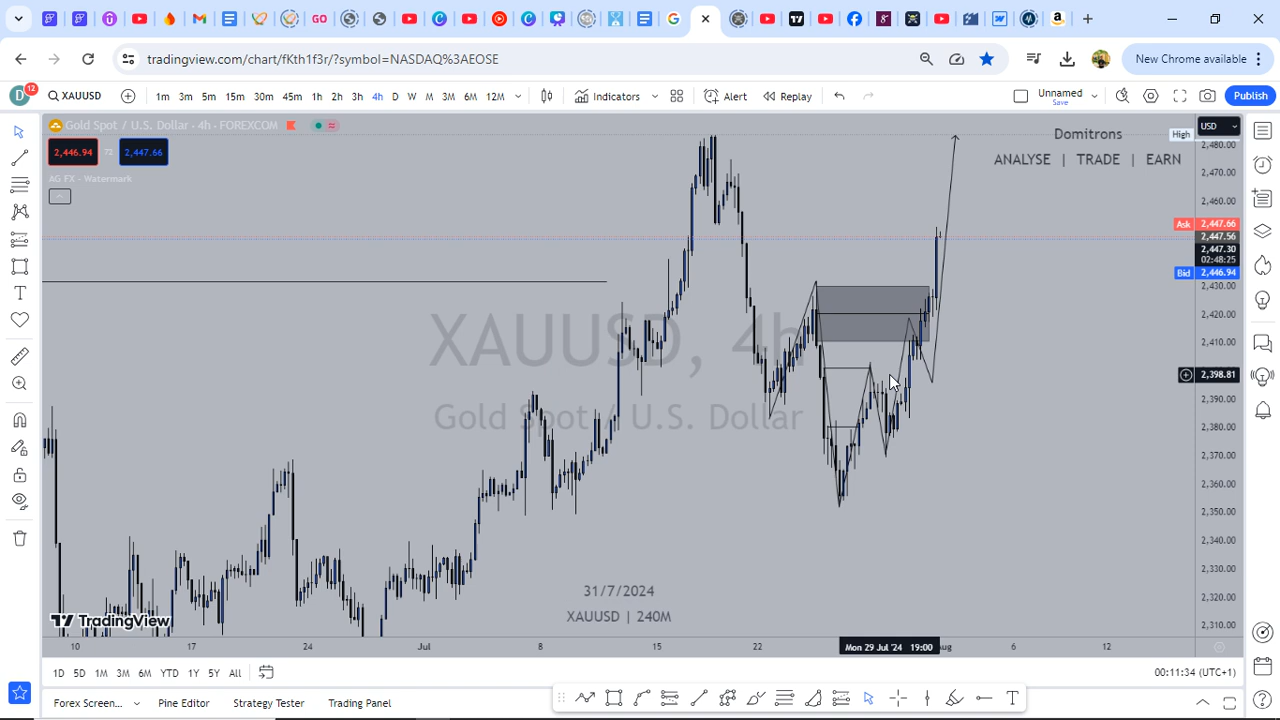 GO
New Chrome available
tradingview.com/chart/fKth1f3r/?symbol=NASDAQ%3AEOSE
D 12 XAUUSD 1m 3m 5m 15m 30m 45m 1h 2h 3h 4h D W M 3M 6M 12M Indicators Alert Replay Unnamed Save Publish
Gold Spot / U.S. Dollar · 4h · FOREXCOM
2,446.94 72 2,447.66
AG FX - Watermark
Domitrons
ANALYSE | TRADE | EARN
USD
High
2,480.00
2,470.00
2,460.00
Ask 2,447.66
2,447.56
2,447.30
02:48:25
Bid 2,446.94
2,430.00
2,420.00
2,410.00
2,398.81
2,390.00
2,380.00
2,370.00
2,360.00
2,350.00
2,340.00
2,330.00
2,320.00
2,310.00
XAUUSD, 4h
Gold Spot / U.S. Dollar
31/7/2024
XAUUSD | 240M
TradingView
10 17 24 Jul 8 15 22 Mon 29 Jul '24 19:00 Aug 6 12
1D 5D 1M 3M 6M YTD 1Y 5Y All 00:11:34 (UTC+1)
Forex Screen... Pine Editor Strategy Tester Trading Panel